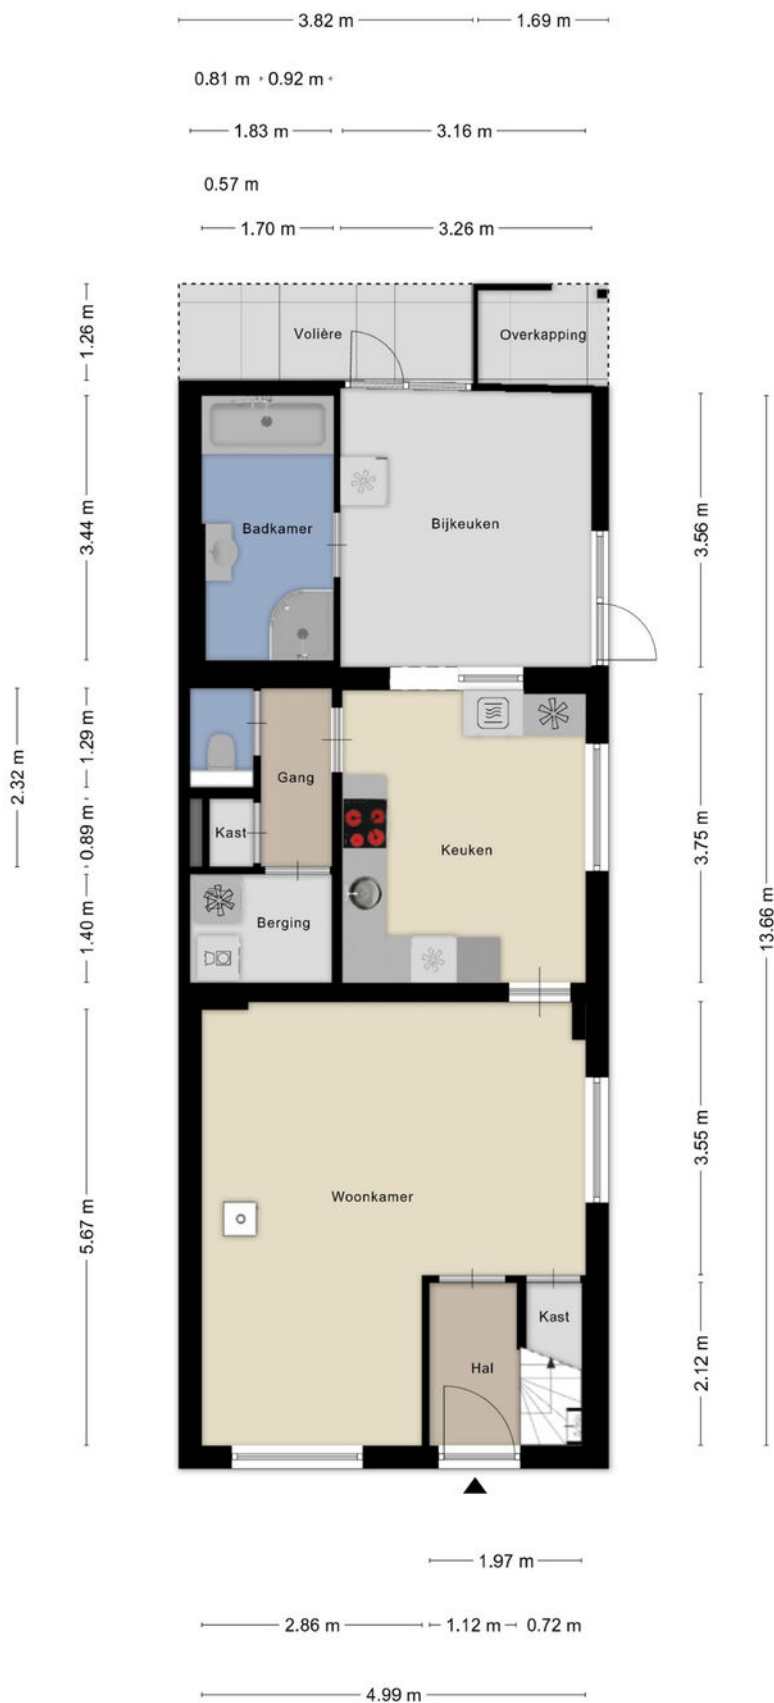 3.82 m 1.69 m
0.81 m 0.92 m
1.83 m 3.16 m
0.57 m
1.70 m 3.26 m
1.26 m
Volière
Overkapping
3.44 m
Badkamer
Bijkeuken
3.56 m
2.32 m
1.29 m
Gang
0.89 m
Kast
Keuken
3.75 m
13.66 m
1.40 m
Berging
5.67 m
Woonkamer
3.55 m
Kast
Hal
2.12 m
1.97 m
2.86 m 1.12 m 0.72 m
4.99 m